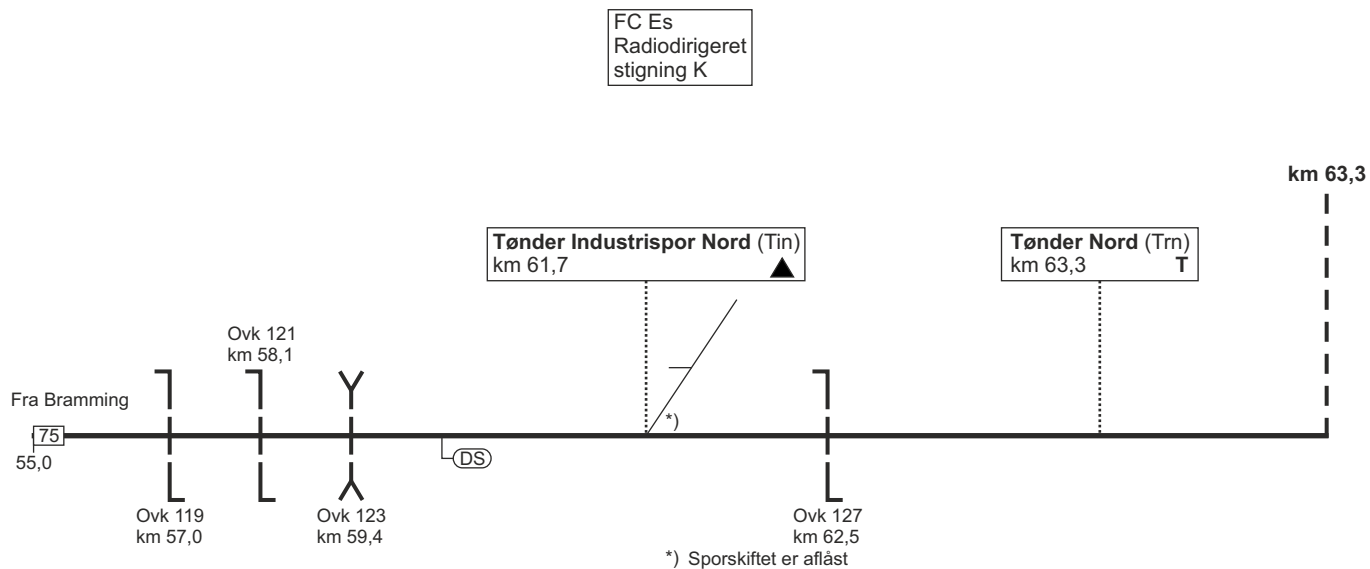 FC Es
Radiodirigeret
stigning K
km 63,3
Tønder Industrispor Nord (Tin)
km 61,7
Tønder Nord (Trn)
km 63,3 T
Ovk 121
km 58,1
Fra Bramming
75
55,0
*)
DS
Ovk 119
km 57,0
Ovk 123
km 59,4
Ovk 127
km 62,5
*) Sporskiftet er aflåst